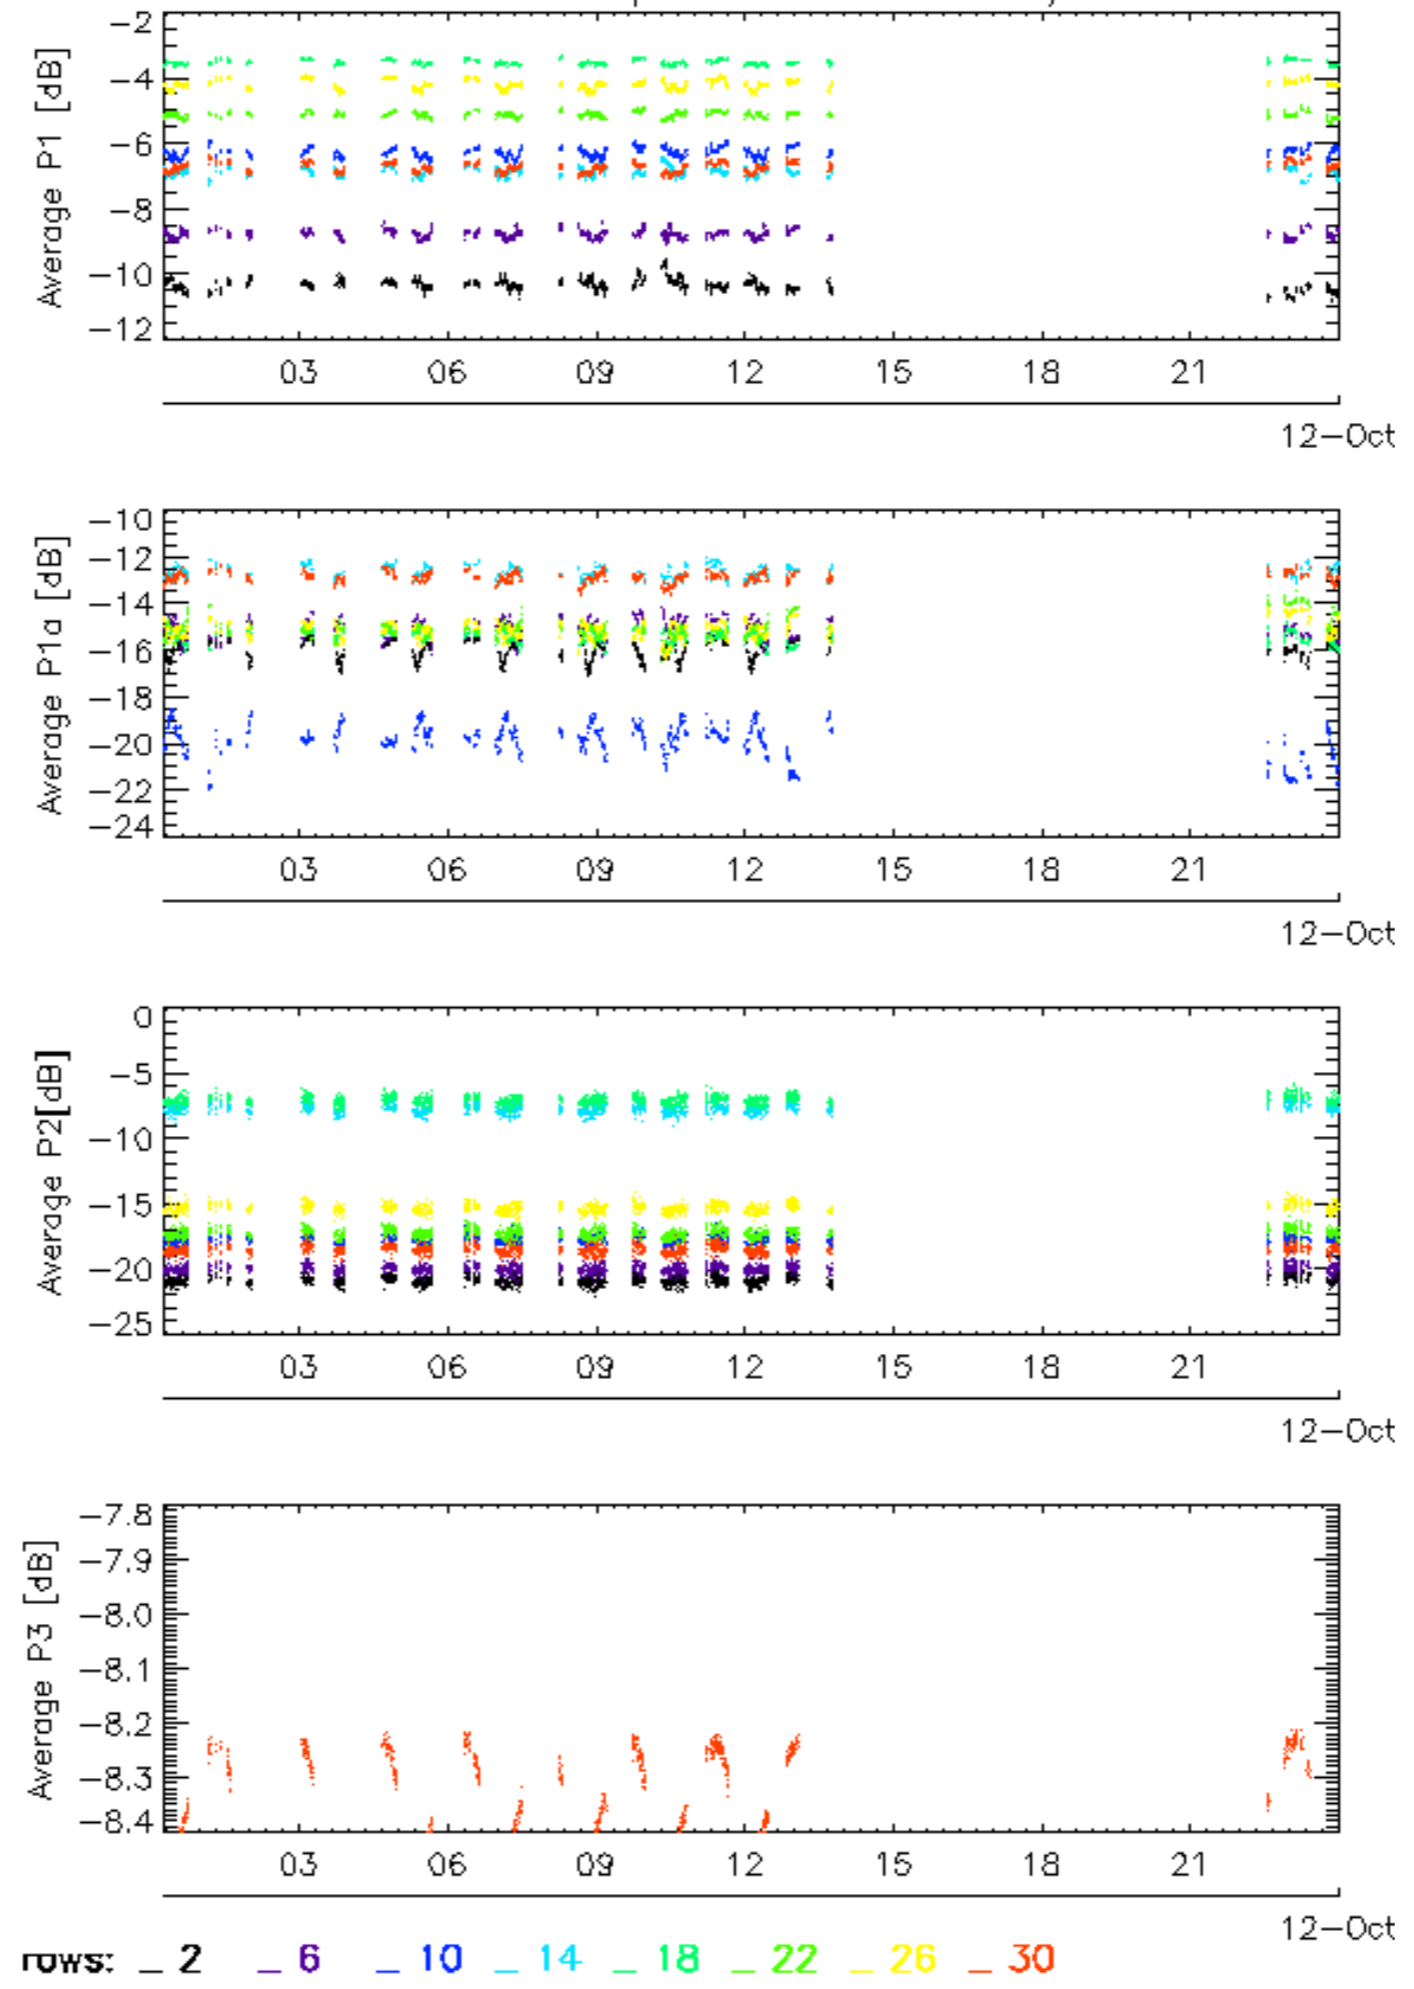 Average P1 [dB]
−2
−4
−6
−8
−10
−12
03 06 09 12 15 18 21
12−Oct
Average P1a [dB]
−10
−12
−14
−16
−18
−20
−22
−24
03 06 09 12 15 18 21
12−Oct
Average P2[dB]
0
−5
−10
−15
−20
−25
03 06 09 12 15 18 21
12−Oct
Average P3 [dB]
−7.8
−7.9
−8.0
−8.1
−8.2
−8.3
−8.4
03 06 09 12 15 18 21
12−Oct
rows: _ 2 _ 6 _ 10 _ 14 _ 18 _ 22 _ 26 _ 30